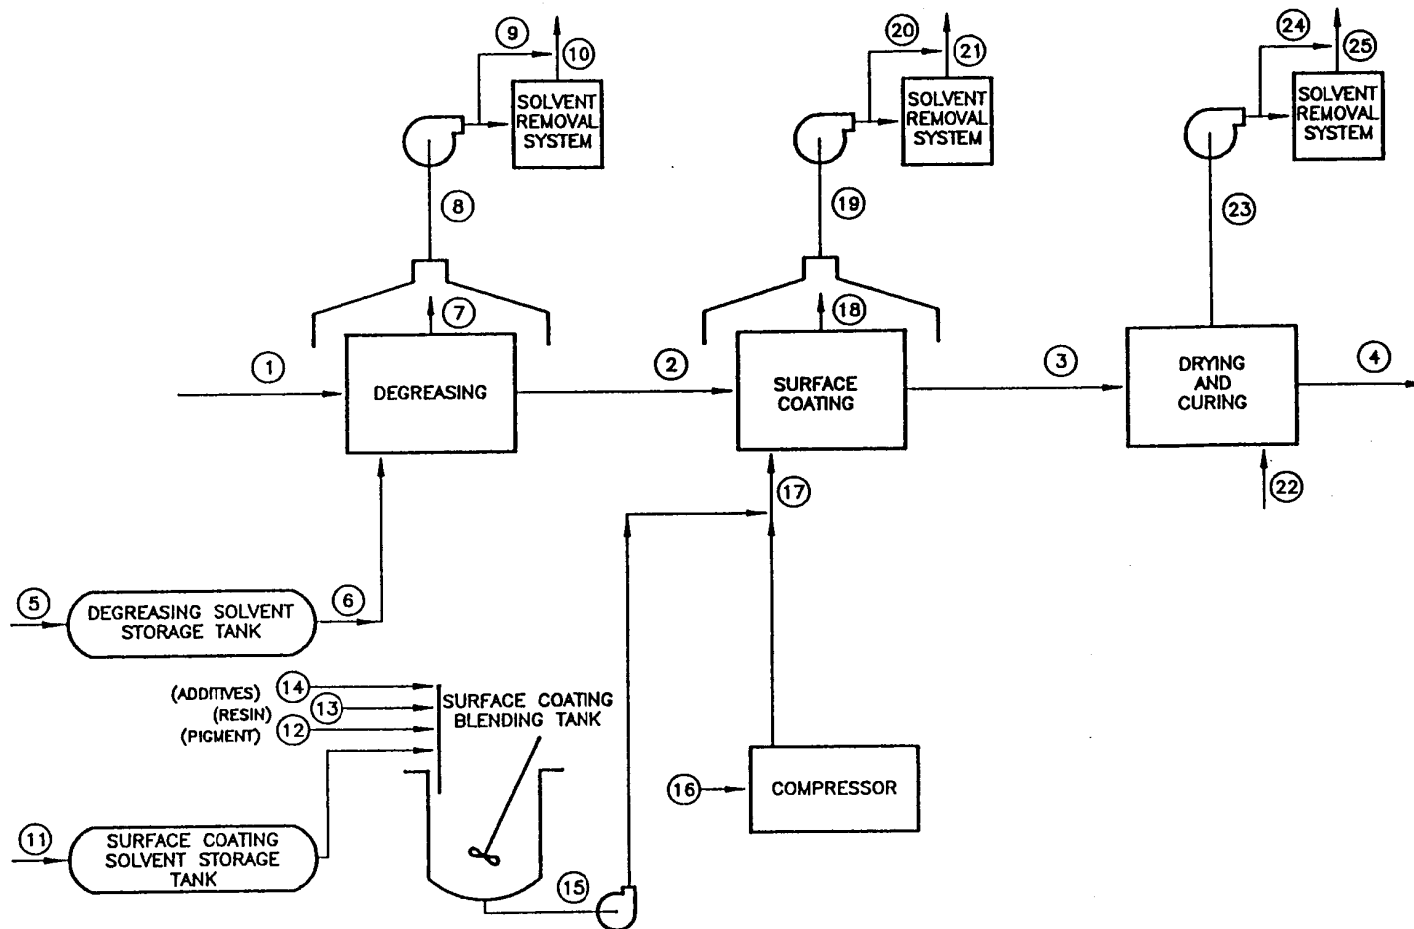 9
10
20
21
24
25
SOLVENT
REMOVAL
SYSTEM
SOLVENT
REMOVAL
SYSTEM
SOLVENT
REMOVAL
SYSTEM
8
19
23
7
18
1
2
3
4
DEGREASING
SURFACE
COATING
DRYING
AND
CURING
17
22
5
6
DEGREASING SOLVENT
STORAGE TANK
(ADDITIVES) 14
(RESIN) 13
(PIGMENT) 12
SURFACE COATING
BLENDING TANK
16
COMPRESSOR
11
SURFACE COATING
SOLVENT STORAGE
TANK
15